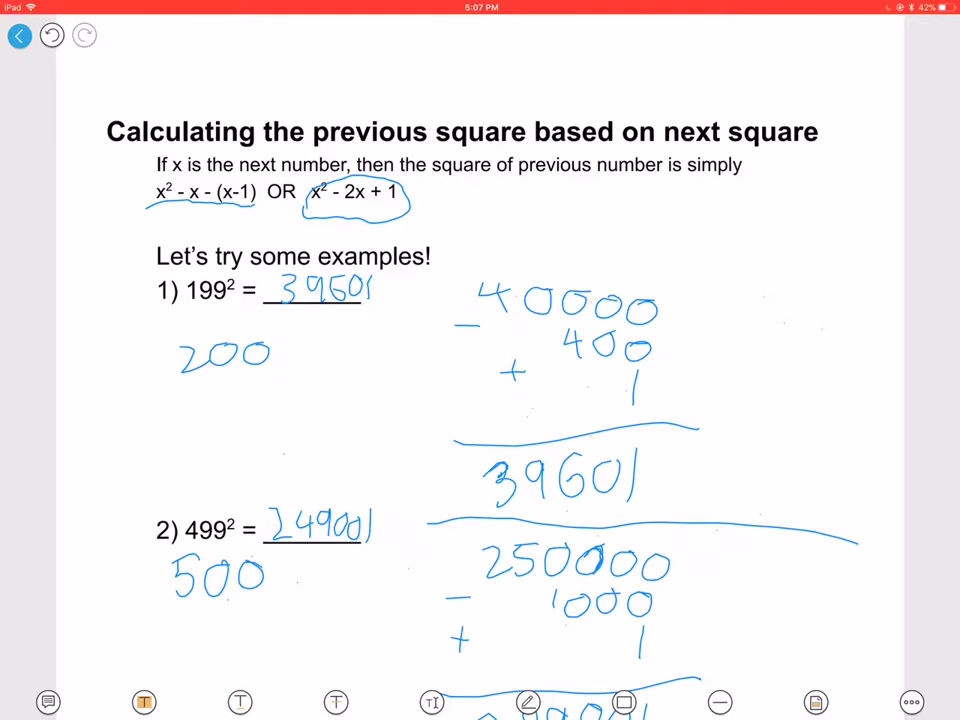 iPad 5:07 PM 42%
Calculating the previous square based on next square
If x is the next number, then the square of previous number is simply
x² - x - (x-1) OR x² - 2x + 1
Let's try some examples!
1) 199² = 39601
40000
- 400
200
+ 1
39601
2) 499² = 249001
250000
500
- 1000
+ 1